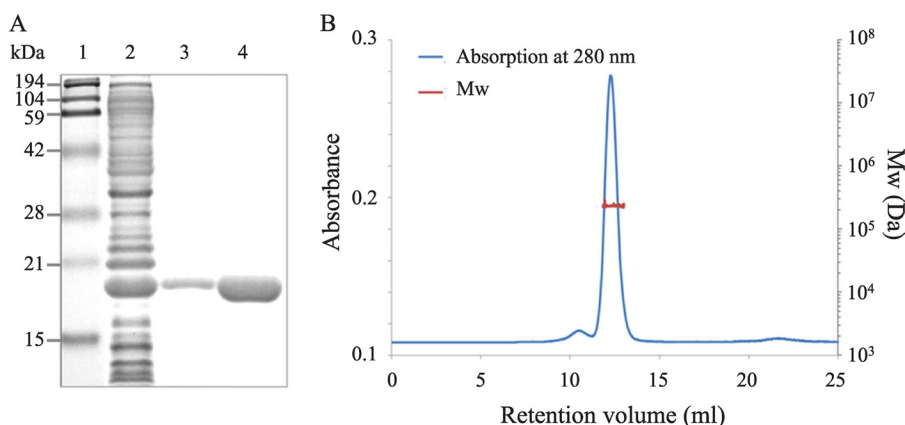 A
B
kDa 1 2 3 4
194
104
59
42
28
21
15
0.3
0.2
0.1
Absorbance
Absorption at 280 nm
Mw
10⁸
10⁷
10⁶
10⁵
10⁴
10³
Mw (Da)
0 5 10 15 20 25
Retention volume (ml)